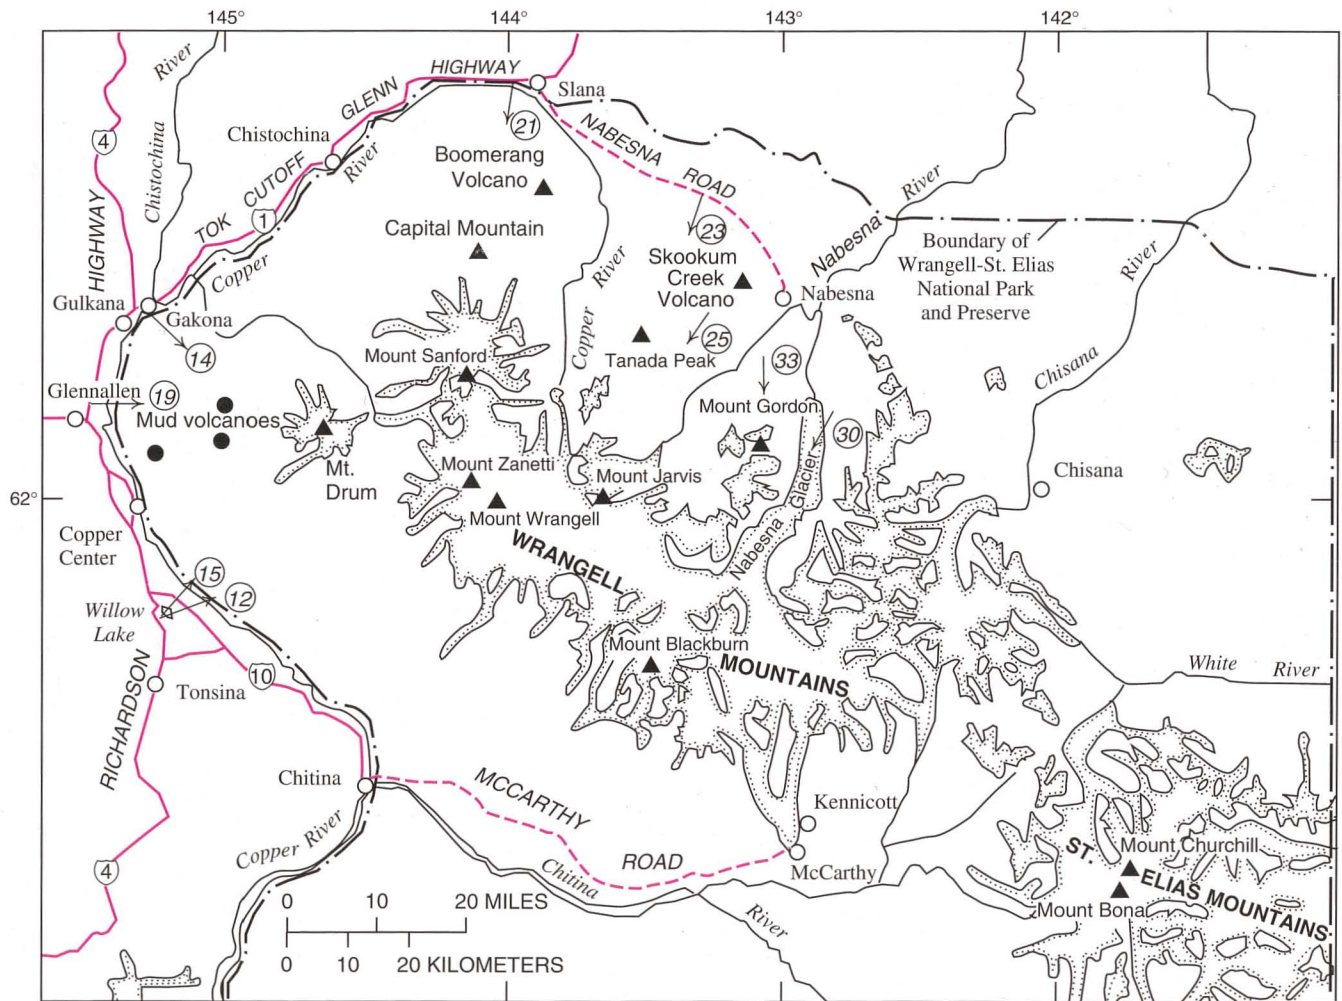 145°
144°
143°
142°
62°
River
Chistochina
HIGHWAY
4
GLENN
HIGHWAY
Slana
21
Chistochina
River
CUTOFF
TOK
1
Copper
NABESNA
ROAD
Boomerang
Volcano
Capital Mountain
23
Skookum
Creek
Volcano
River
Copper
Nabesna
River
Boundary of
Wrangell-St. Elias
National Park
and Preserve
River
Chisana
Gulkana
Gakona
14
Nabesna
25
Tanada Peak
33
Mount Sanford
Glennallen
19
Mud volcanoes
Mt.
Drum
Mount Gordon
30
Mount Zanetti
Mount Jarvis
Mount Wrangell
Nabesna
Glacier
Chisana
Copper
Center
WRANGELL
MOUNTAINS
15
12
Willow
Lake
Mount Blackburn
White
River
RICHARDSON
Tonsina
10
Chitina
MCCARTHY
ROAD
Kennicott
McCarthy
Copper River
4
Chitina
River
ST.
ELIAS MOUNTAINS
Mount Churchill
Mount Bona
0 10 20 MILES
0 10 20 KILOMETERS